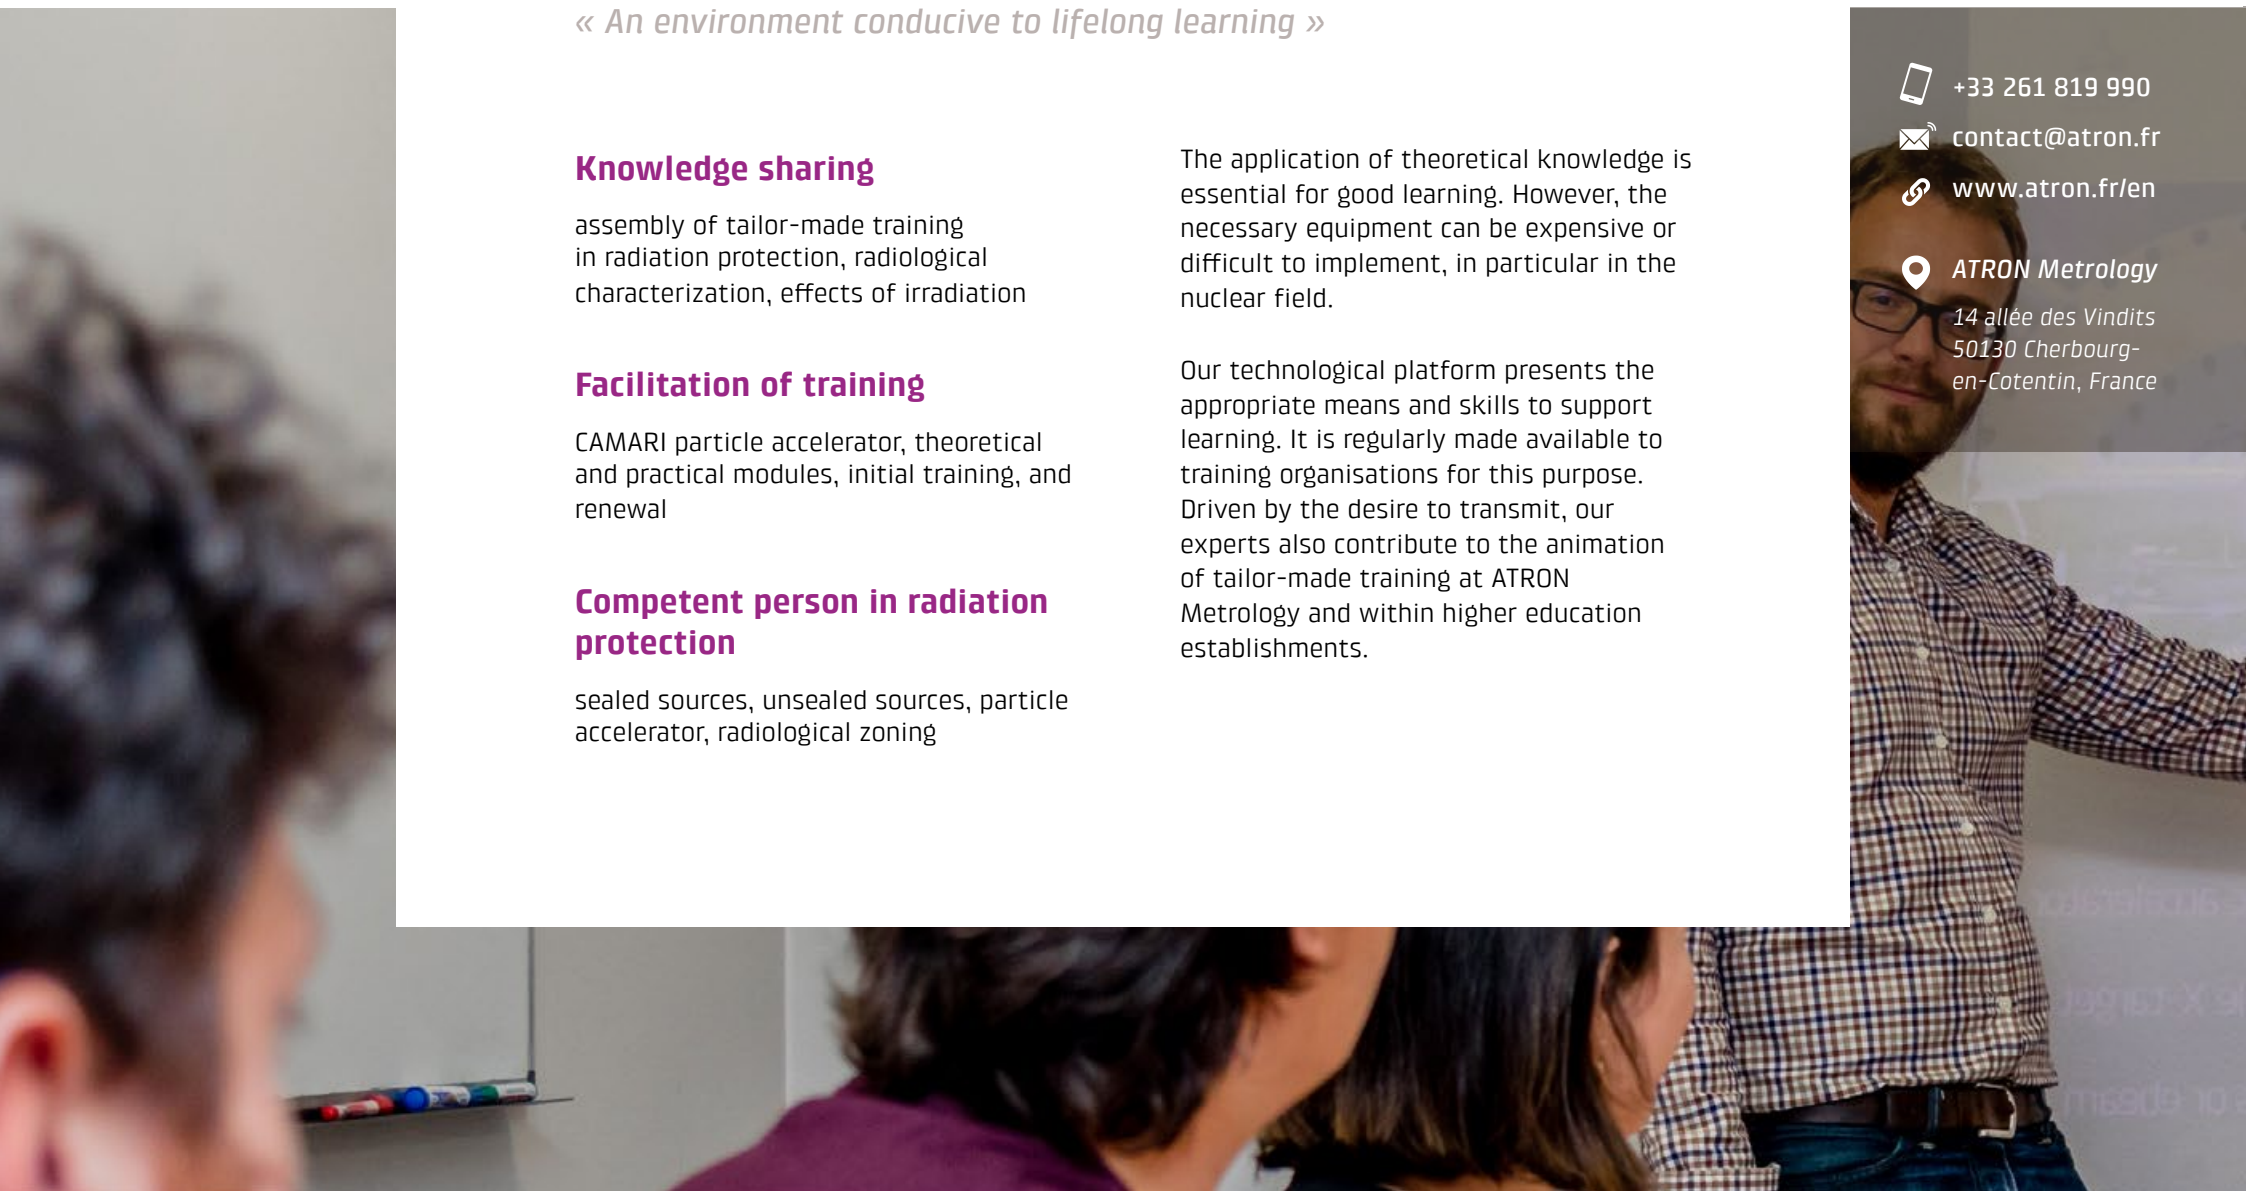 « An environment conducive to lifelong learning »
Knowledge sharing
assembly of tailor-made training
in radiation protection, radiological
characterization, effects of irradiation
Facilitation of training
CAMARI particle accelerator, theoretical
and practical modules, initial training, and
renewal
Competent person in radiation
protection
sealed sources, unsealed sources, particle
accelerator, radiological zoning
The application of theoretical knowledge is
essential for good learning. However, the
necessary equipment can be expensive or
difficult to implement, in particular in the
nuclear field.
Our technological platform presents the
appropriate means and skills to support
learning. It is regularly made available to
training organisations for this purpose.
Driven by the desire to transmit, our
experts also contribute to the animation
of tailor-made training at ATRON
Metrology and within higher education
establishments.
+33 261 819 990
contact@atron.fr
www.atron.fr/en
ATRON Metrology
14 allée des Vindits
50130 Cherbourg-
en-Cotentin, France